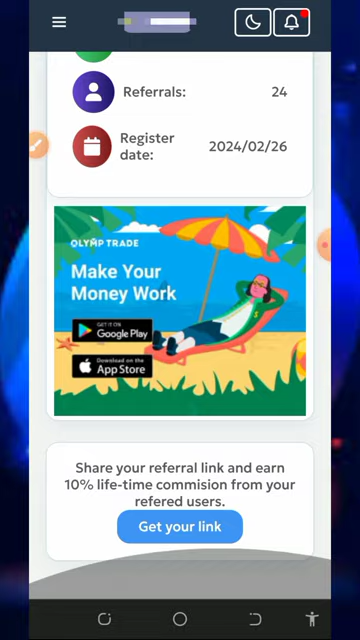 Referrals: 24
Register
date: 2024/02/26
OLYMP TRADE
Make Your
Money Work
GET IT ON
Google Play
Download on the
App Store
Share your referral link and earn
10% life-time commision from your
refered users.
Get your link